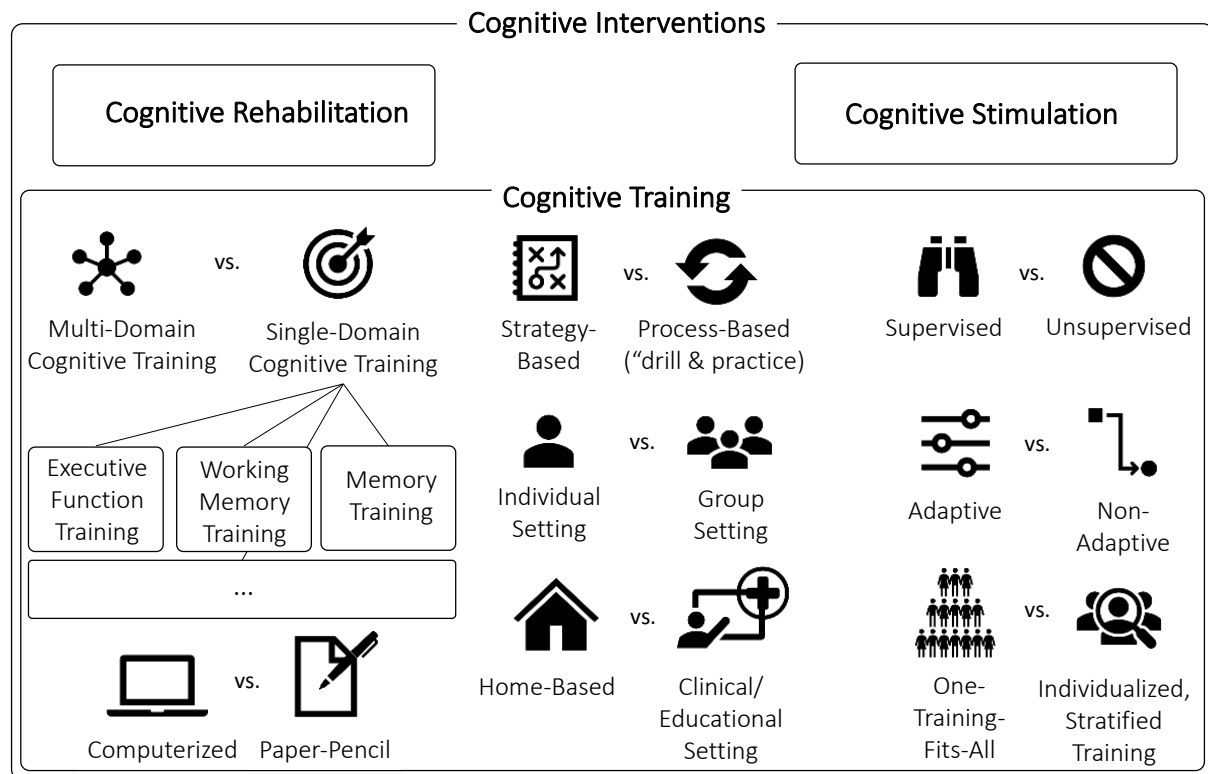 Cognitive Interventions
Cognitive Rehabilitation
Cognitive Stimulation
Cognitive Training
vs.
Multi-Domain
Cognitive Training
Single-Domain
Cognitive Training
Executive
Function
Training
Working
Memory
Training
Memory
Training
...
vs.
Computerized
Paper-Pencil
vs.
Strategy-
Based
Process-Based
(“drill & practice)
vs.
Individual
Setting
Group
Setting
vs.
Home-Based
Clinical/
Educational
Setting
vs.
Supervised
Unsupervised
vs.
Adaptive
Non-
Adaptive
vs.
One-
Training-
Fits-All
Individualized,
Stratified
Training